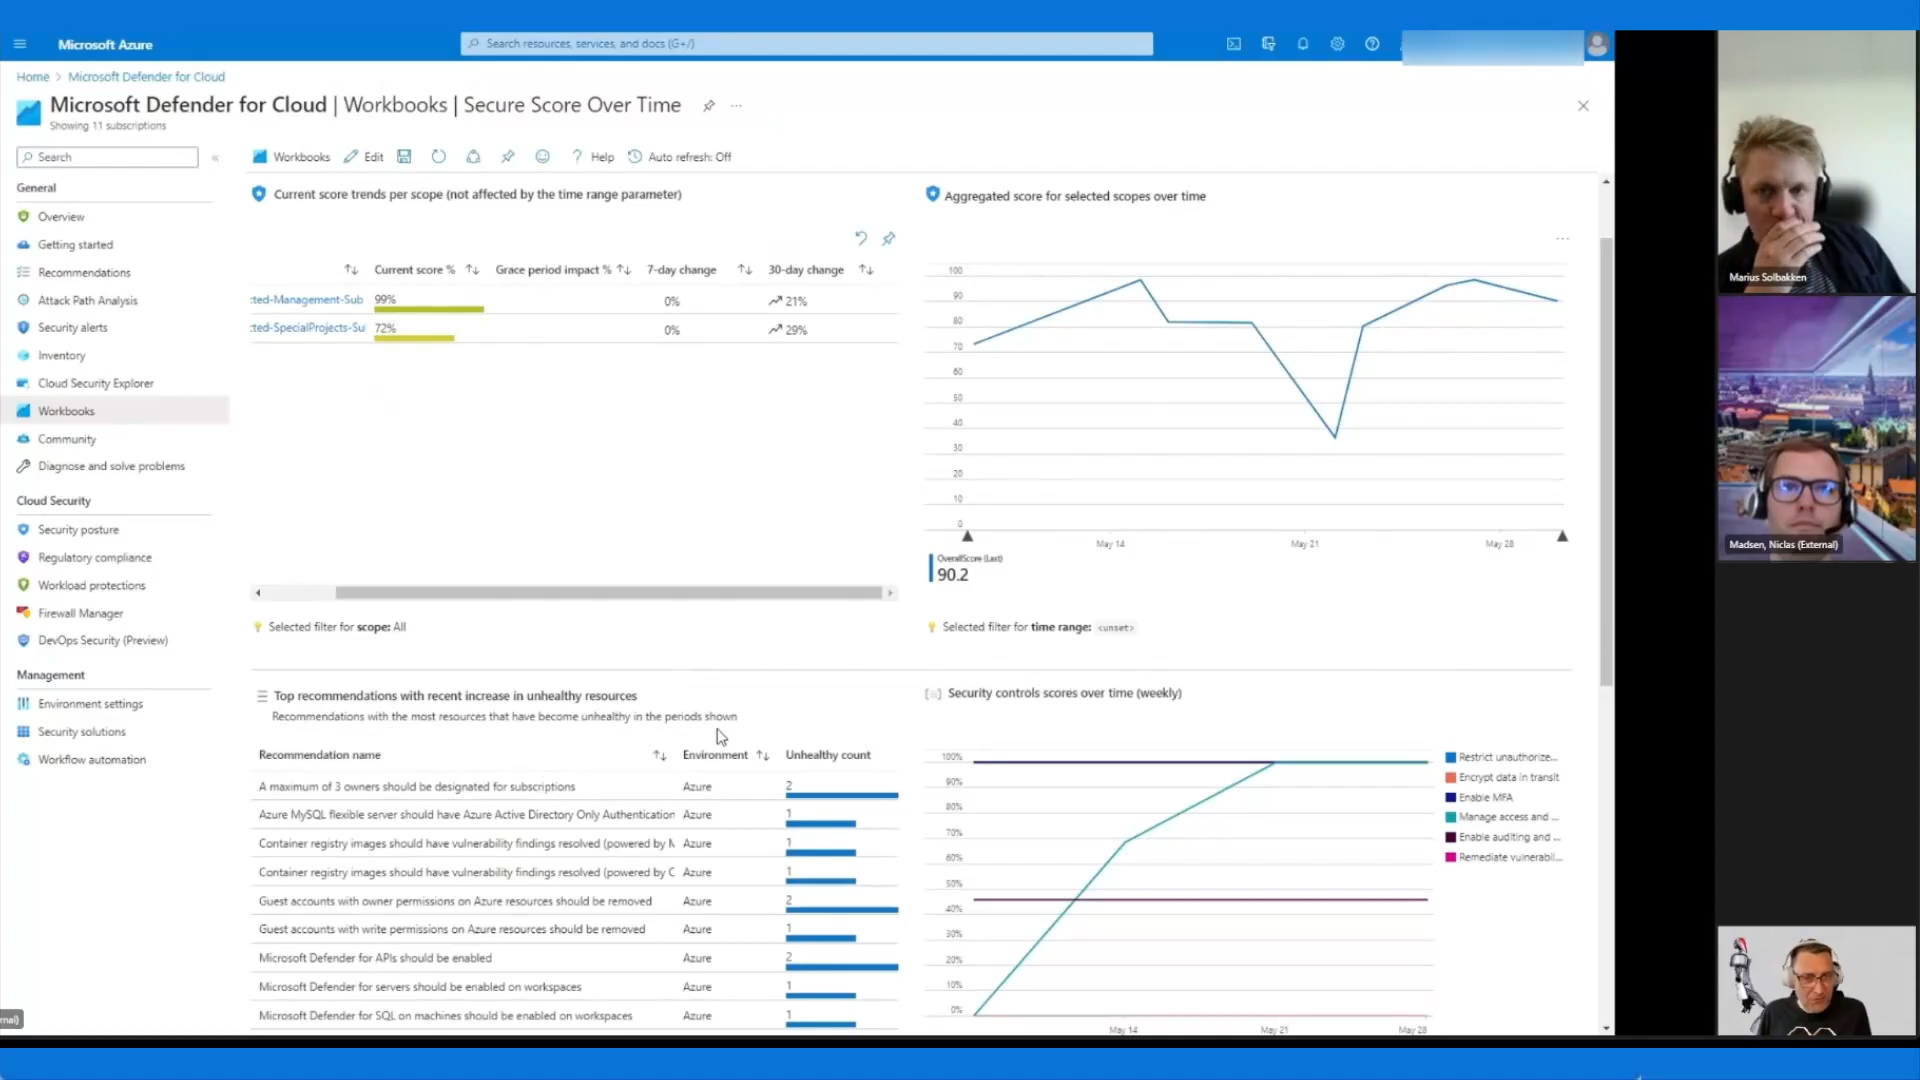 Microsoft Azure
Search resources, services, and docs (G+/)
Home > Microsoft Defender for Cloud
Microsoft Defender for Cloud | Workbooks | Secure Score Over Time
Showing 11 subscriptions
Search
Workbooks Edit Help Auto refresh: Off
General
Overview
Getting started
Recommendations
Attack Path Analysis
Security alerts
Inventory
Cloud Security Explorer
Workbooks
Community
Diagnose and solve problems
Cloud Security
Security posture
Regulatory compliance
Workload protections
Firewall Manager
DevOps Security (Preview)
Management
Environment settings
Security solutions
Workflow automation
Current score trends per scope (not affected by the time range parameter)
Current score % Grace period impact % 7-day change 30-day change
:ted-Management-Sub 99% 0% 21%
:ted-SpecialProjects-Su 72% 0% 29%
Selected filter for scope: All
Aggregated score for selected scopes over time
100
90
80
70
60
50
40
30
20
10
0
May 14 May 21 May 28
OverallScore (Last)
90.2
Selected filter for time range: <unset>
Top recommendations with recent increase in unhealthy resources
Recommendations with the most resources that have become unhealthy in the periods shown
Recommendation name Environment Unhealthy count
A maximum of 3 owners should be designated for subscriptions Azure 2
Azure MySQL flexible server should have Azure Active Directory Only Authentication Azure 1
Container registry images should have vulnerability findings resolved (powered by M Azure 1
Container registry images should have vulnerability findings resolved (powered by C Azure 1
Guest accounts with owner permissions on Azure resources should be removed Azure 2
Guest accounts with write permissions on Azure resources should be removed Azure 1
Microsoft Defender for APIs should be enabled Azure 2
Microsoft Defender for servers should be enabled on workspaces Azure 1
Microsoft Defender for SQL on machines should be enabled on workspaces Azure 1
Security controls scores over time (weekly)
100%
90%
80%
70%
60%
50%
40%
30%
20%
10%
0%
May 14 May 21 May 28
Restrict unauthorize...
Encrypt data in transit
Enable MFA
Manage access and ...
Enable auditing and ...
Remediate vulnerabil...
Marius Solbakken
Madsen, Niclas (External)
nal)